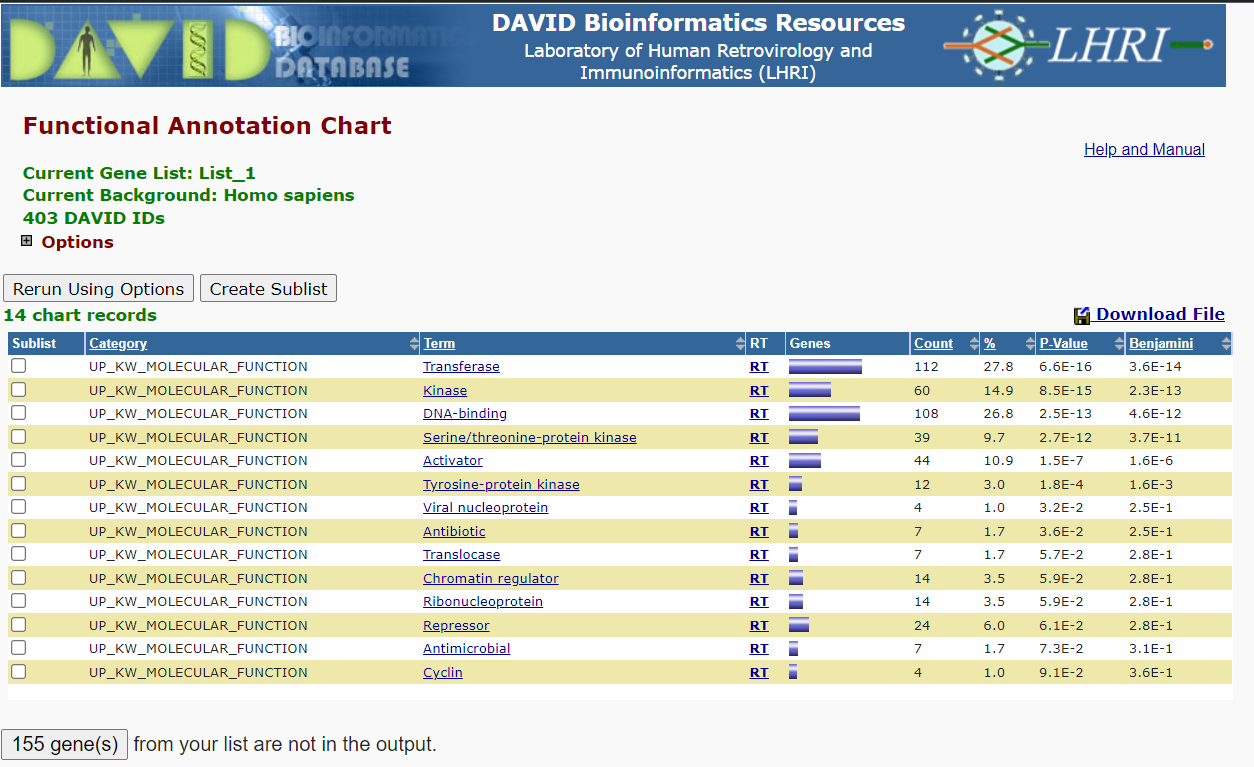 DAVID BIOINFORMATICS DATABASE
DAVID Bioinformatics Resources
Laboratory of Human Retrovirology and
Immunoinformatics (LHRI)
LHRI
Functional Annotation Chart
Help and Manual
Current Gene List: List_1
Current Background: Homo sapiens
403 DAVID IDs
Options
Rerun Using Options Create Sublist
14 chart records
Download File
Sublist Category Term RT Genes Count % P-Value Benjamini
UP_KW_MOLECULAR_FUNCTION Transferase RT 112 27.8 6.6E-16 3.6E-14
UP_KW_MOLECULAR_FUNCTION Kinase RT 60 14.9 8.5E-15 2.3E-13
UP_KW_MOLECULAR_FUNCTION DNA-binding RT 108 26.8 2.5E-13 4.6E-12
UP_KW_MOLECULAR_FUNCTION Serine/threonine-protein kinase RT 39 9.7 2.7E-12 3.7E-11
UP_KW_MOLECULAR_FUNCTION Activator RT 44 10.9 1.5E-7 1.6E-6
UP_KW_MOLECULAR_FUNCTION Tyrosine-protein kinase RT 12 3.0 1.8E-4 1.6E-3
UP_KW_MOLECULAR_FUNCTION Viral nucleoprotein RT 4 1.0 3.2E-2 2.5E-1
UP_KW_MOLECULAR_FUNCTION Antibiotic RT 7 1.7 3.6E-2 2.5E-1
UP_KW_MOLECULAR_FUNCTION Translocase RT 7 1.7 5.7E-2 2.8E-1
UP_KW_MOLECULAR_FUNCTION Chromatin regulator RT 14 3.5 5.9E-2 2.8E-1
UP_KW_MOLECULAR_FUNCTION Ribonucleoprotein RT 14 3.5 5.9E-2 2.8E-1
UP_KW_MOLECULAR_FUNCTION Repressor RT 24 6.0 6.1E-2 2.8E-1
UP_KW_MOLECULAR_FUNCTION Antimicrobial RT 7 1.7 7.3E-2 3.1E-1
UP_KW_MOLECULAR_FUNCTION Cyclin RT 4 1.0 9.1E-2 3.6E-1
155 gene(s) from your list are not in the output.